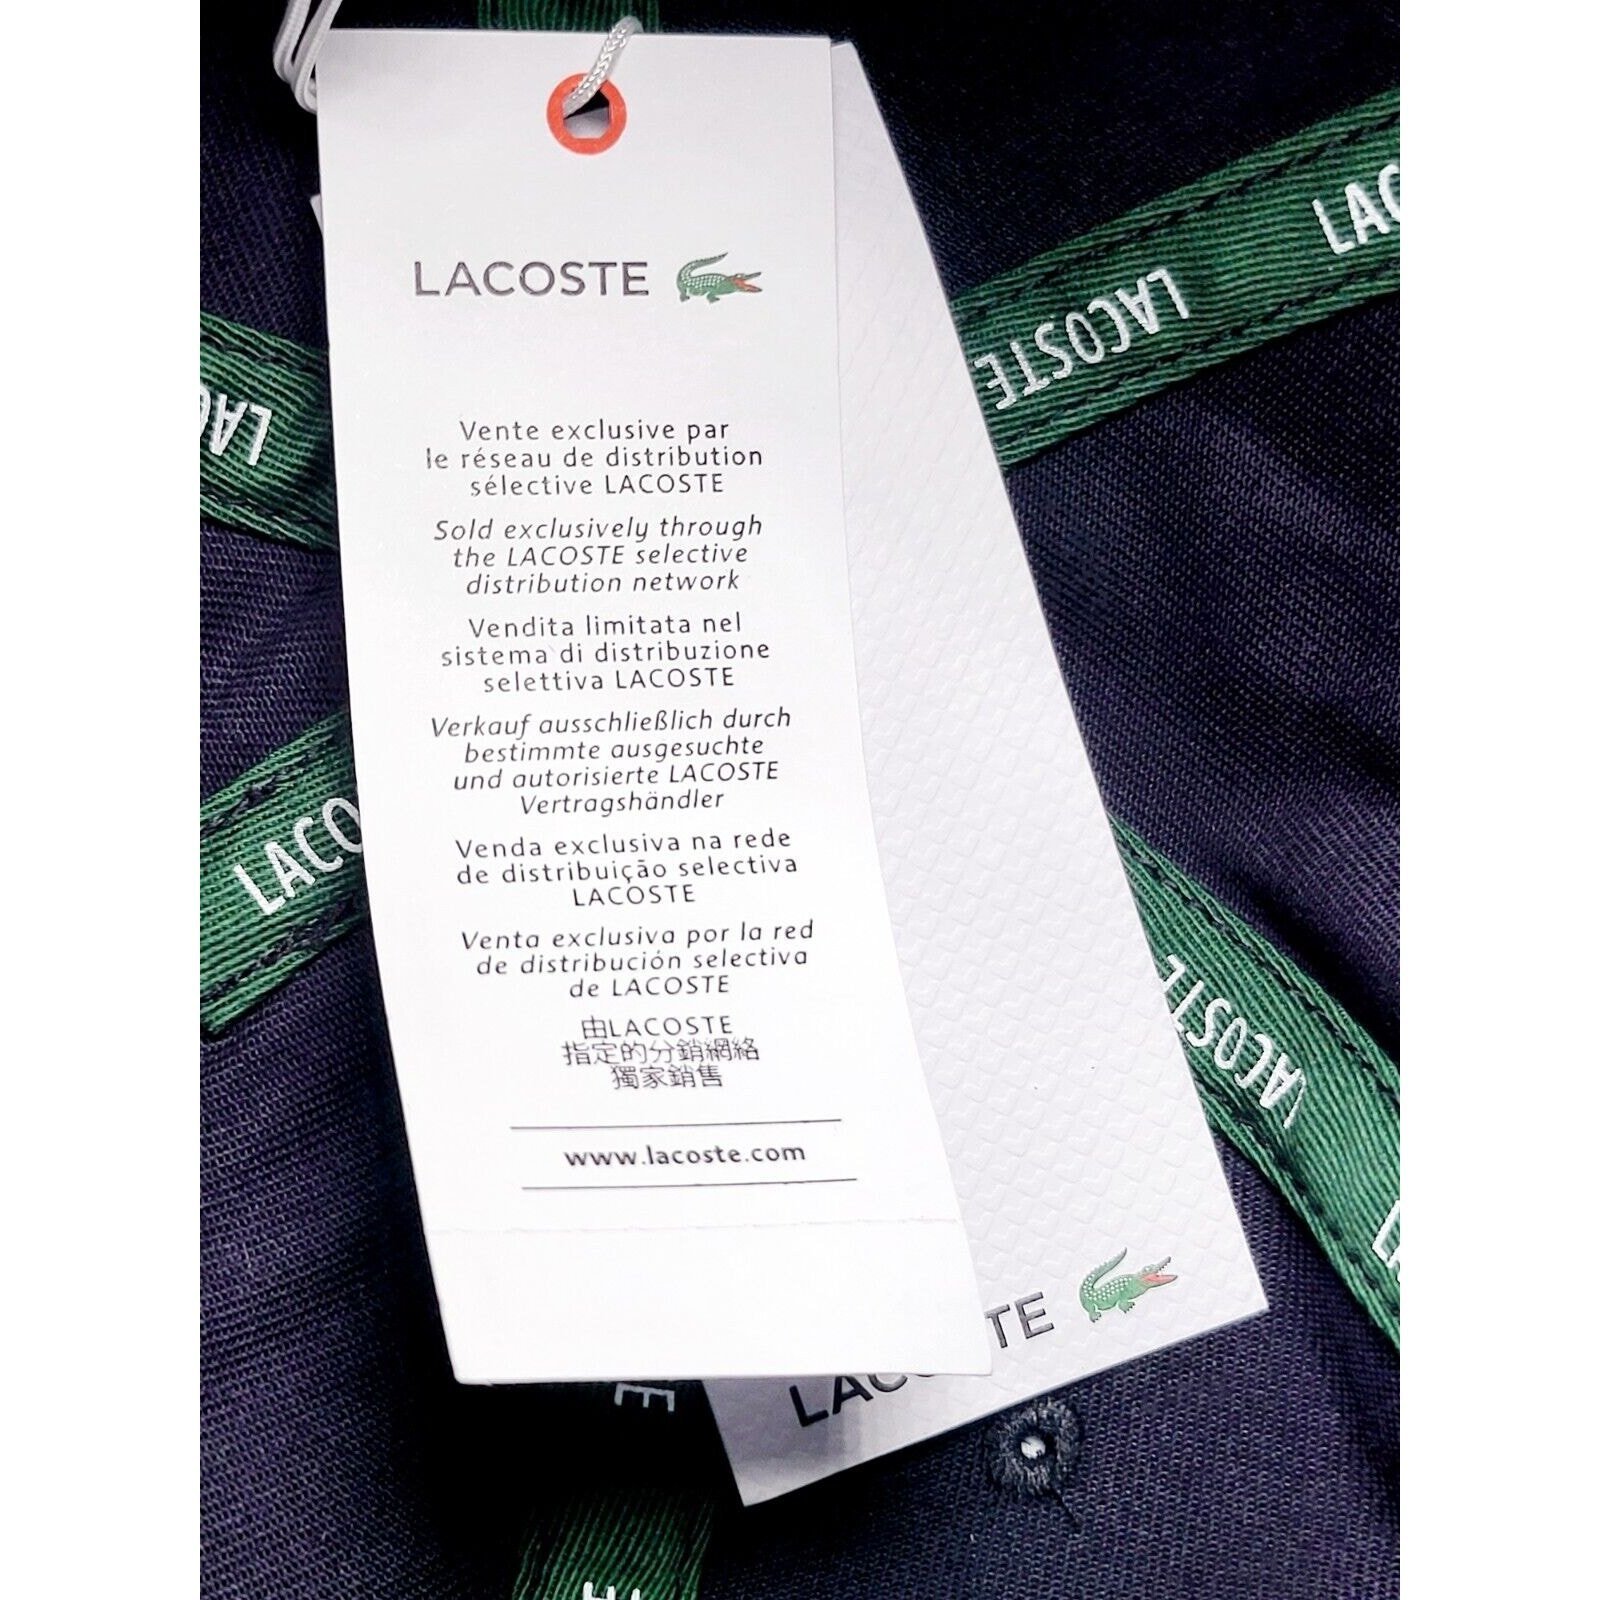 LACOSTE
Vente exclusive par
le réseau de distribution
sélective LACOSTE
Sold exclusively through
the LACOSTE selective
distribution network
Vendita limitata nel
sistema di distribuzione
selettiva LACOSTE
Verkauf ausschließlich durch
bestimmte ausgesuchte
und autorisierte LACOSTE
Vertragshändler
Venda exclusiva na rede
de distribuição selectiva
LACOSTE
Venta exclusiva por la red
de distribución selectiva
de LACOSTE
由LACOSTE
指定的分銷網絡
獨家銷售
www.lacoste.com
LAC
LACOSTE
LAC
LACO
LACOSTE